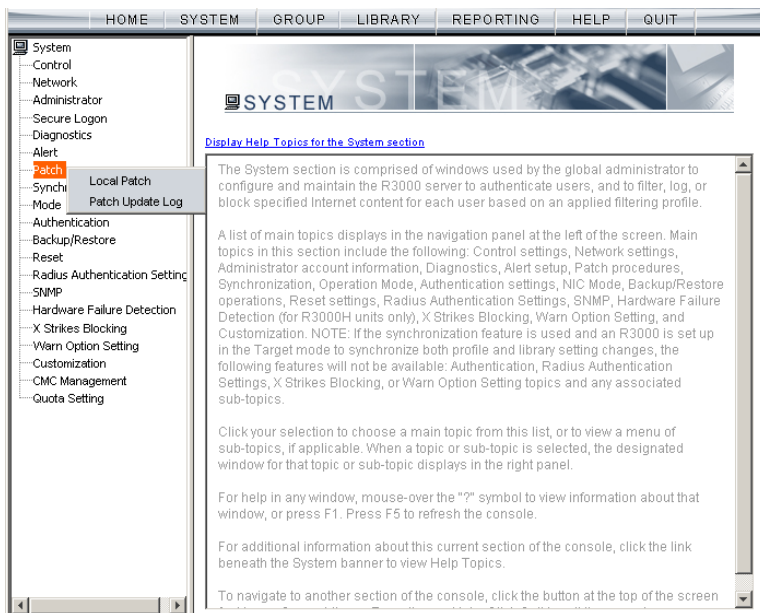 HOME SYSTEM GROUP LIBRARY REPORTING HELP QUIT
System
Control
Network
Administrator
Secure Logon
Diagnostics
Alert
Patch
Local Patch
Patch Update Log
Mode
Authentication
Backup/Restore
Reset
Radius Authentication Setting
SNMP
Hardware Failure Detection
X Strikes Blocking
Warn Option Setting
Customization
CMC Management
Quota Setting
SYSTEM
SYSTEM
Display Help Topics for the System section
The System section is comprised of windows used by the global administrator to
configure and maintain the R3000 server to authenticate users, and to filter, log, or
block specified Internet content for each user based on an applied filtering profile.
A list of main topics displays in the navigation panel at the left of the screen. Main
topics in this section include the following: Control settings, Network settings,
Administrator account information, Diagnostics, Alert setup, Patch procedures,
Synchronization, Operation Mode, Authentication settings, NIC Mode, Backup/Restore
operations, Reset settings, Radius Authentication Settings, SNMP, Hardware Failure
Detection (for R3000H units only), X Strikes Blocking, Warn Option Setting, and
Customization. NOTE: If the synchronization feature is used and an R3000 is set up
in the Target mode to synchronize both profile and library setting changes, the
following features will not be available: Authentication, Radius Authentication
Settings, X Strikes Blocking, or Warn Option Setting topics and any associated
sub-topics.
Click your selection to choose a main topic from this list, or to view a menu of
sub-topics, if applicable. When a topic or sub-topic is selected, the designated
window for that topic or sub-topic displays in the right panel.
For help in any window, mouse-over the "?" symbol to view information about that
window, or press F1. Press F5 to refresh the console.
For additional information about this current section of the console, click the link
beneath the System banner to view Help Topics.
To navigate to another section of the console, click the button at the top of the screen